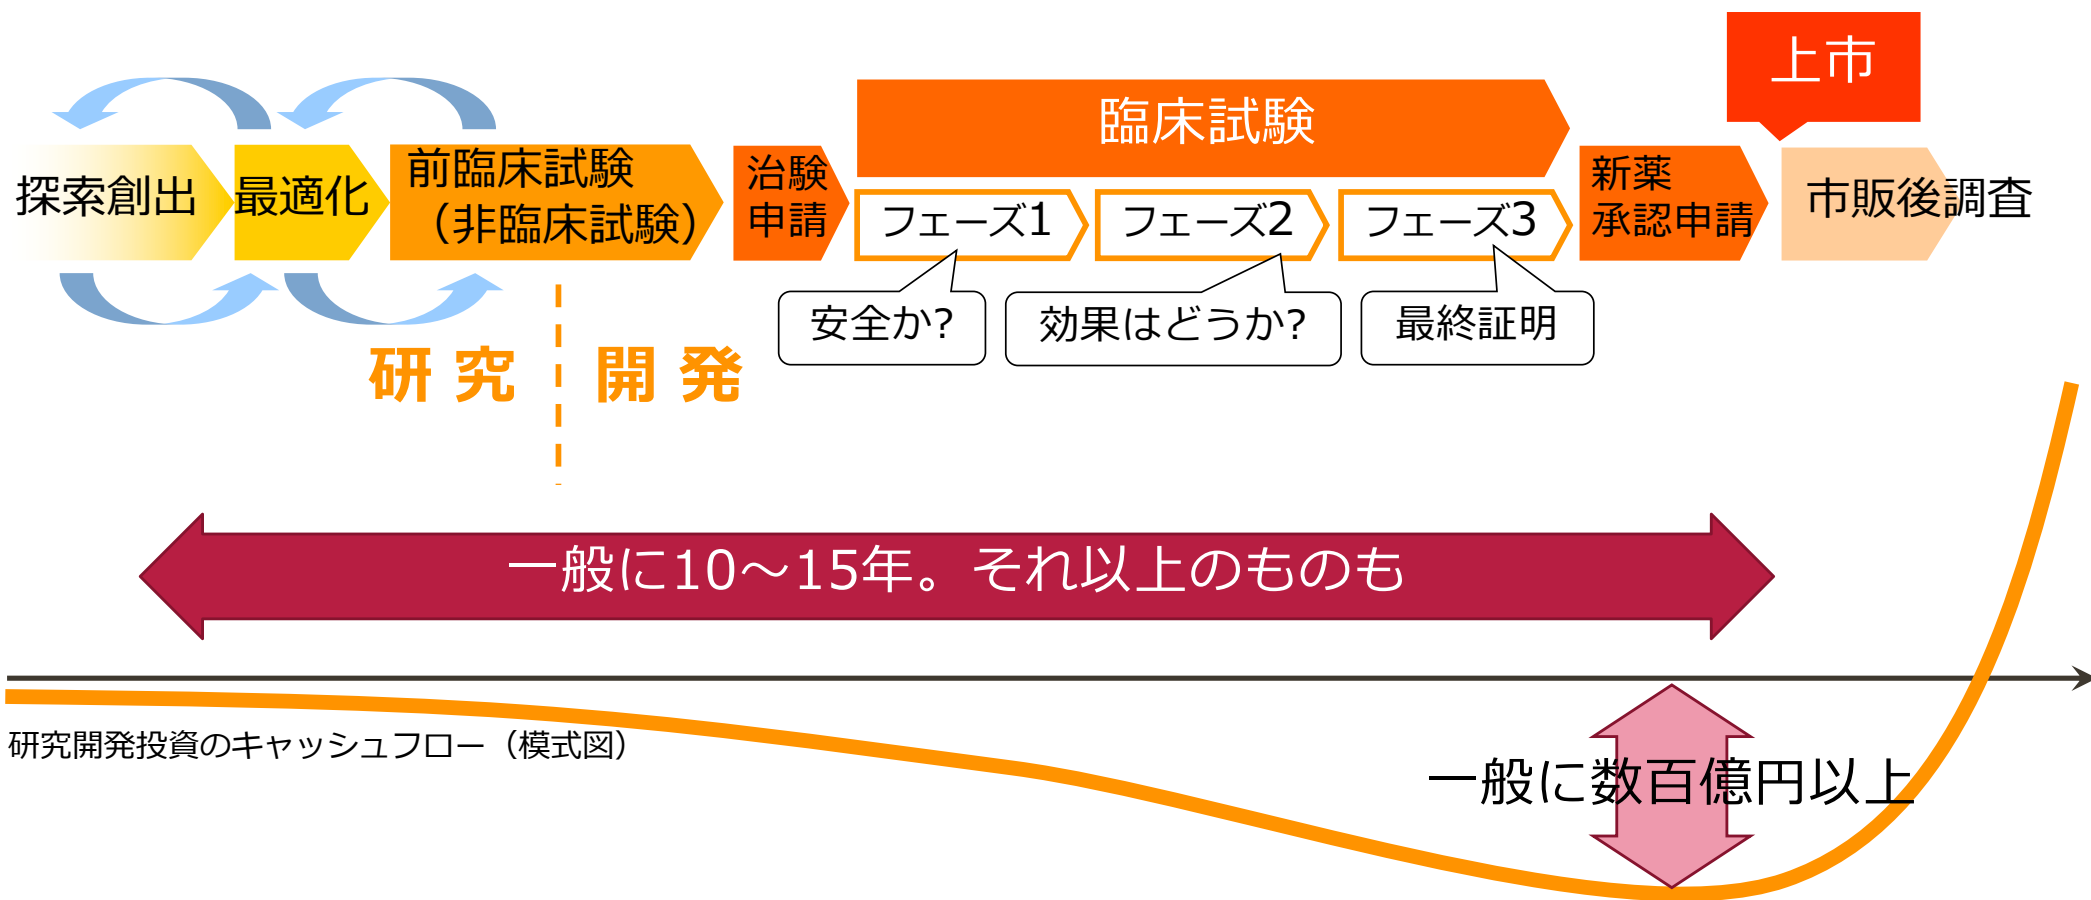 上市
臨床試験
探索創出
最適化
前臨床試験
（非臨床試験）
治験
申請
フェーズ1
フェーズ2
フェーズ3
新薬
承認申請
市販後調査
安全か?
効果はどうか?
最終証明
研 究
開 発
一般に10～15年。それ以上のものも
研究開発投資のキャッシュフロー（模式図）
一般に数百億円以上